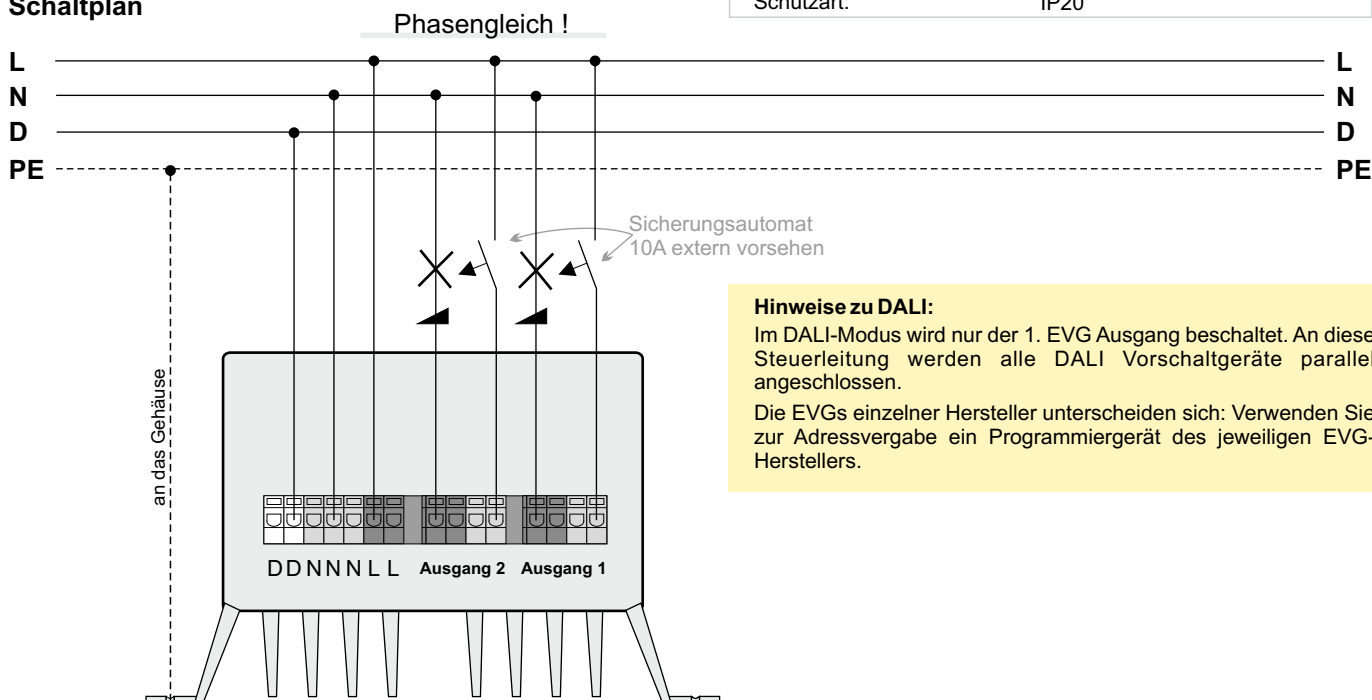 Schaltplan
Schutzart: IP20
Phasengleich !
L L
N N
D D
PE PE
Sicherungsautomat
10A extern vorsehen
Hinweise zu DALI:
Im DALI-Modus wird nur der 1. EVG Ausgang beschaltet. An diese
Steuerleitung werden alle DALI Vorschaltgeräte parallel
angeschlossen.
Die EVGs einzelner Hersteller unterscheiden sich: Verwenden Sie
zur Adressvergabe ein Programmiergerät des jeweiligen EVG-
Herstellers.
an das Gehäuse
D D N N N L L Ausgang 2 Ausgang 1